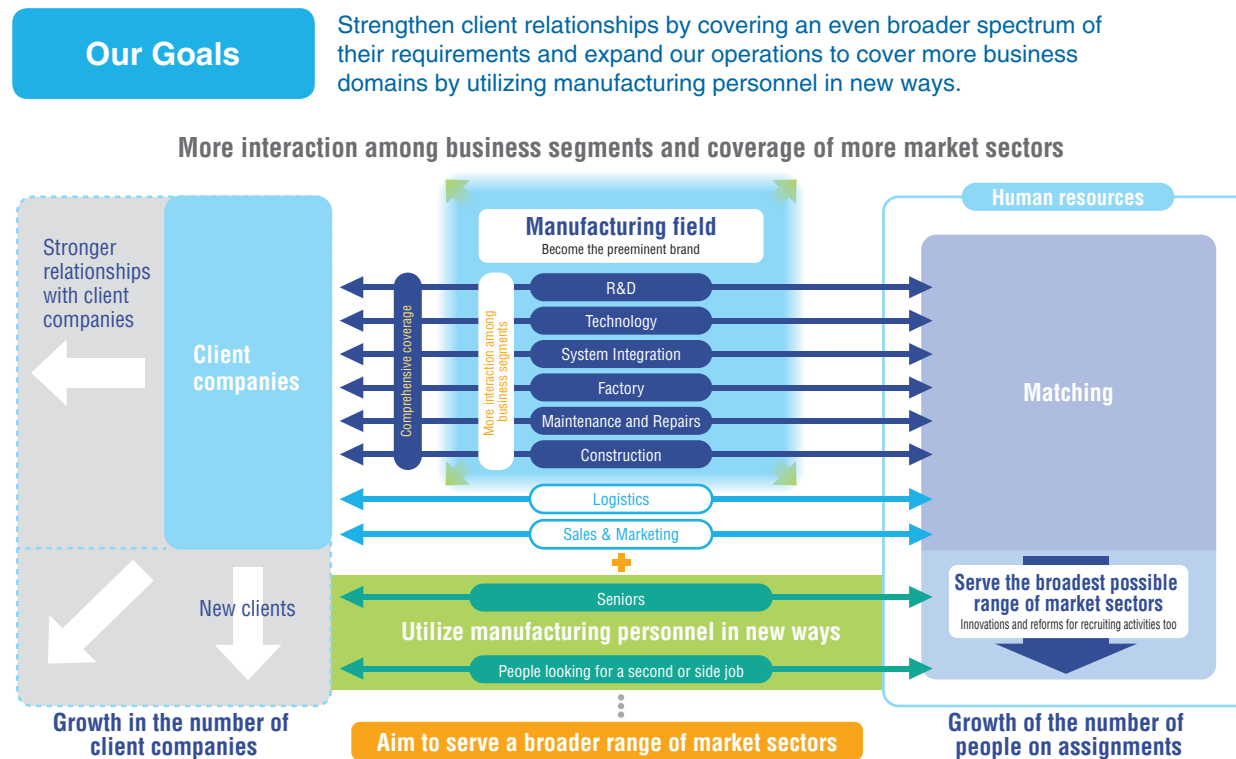 Our Goals
Strengthen client relationships by covering an even broader spectrum of
their requirements and expand our operations to cover more business
domains by utilizing manufacturing personnel in new ways.
More interaction among business segments and coverage of more market sectors
Stronger
relationships
with client
companies
Client
companies
New clients
Growth in the number of
client companies
Manufacturing field
Become the preeminent brand
Comprehensive coverage
More interaction among
business segments
R&D
Technology
System Integration
Factory
Maintenance and Repairs
Construction
Logistics
Sales & Marketing
Seniors
Utilize manufacturing personnel in new ways
People looking for a second or side job
Aim to serve a broader range of market sectors
Human resources
Matching
Serve the broadest possible
range of market sectors
Innovations and reforms for recruiting activities too
Growth of the number of
people on assignments